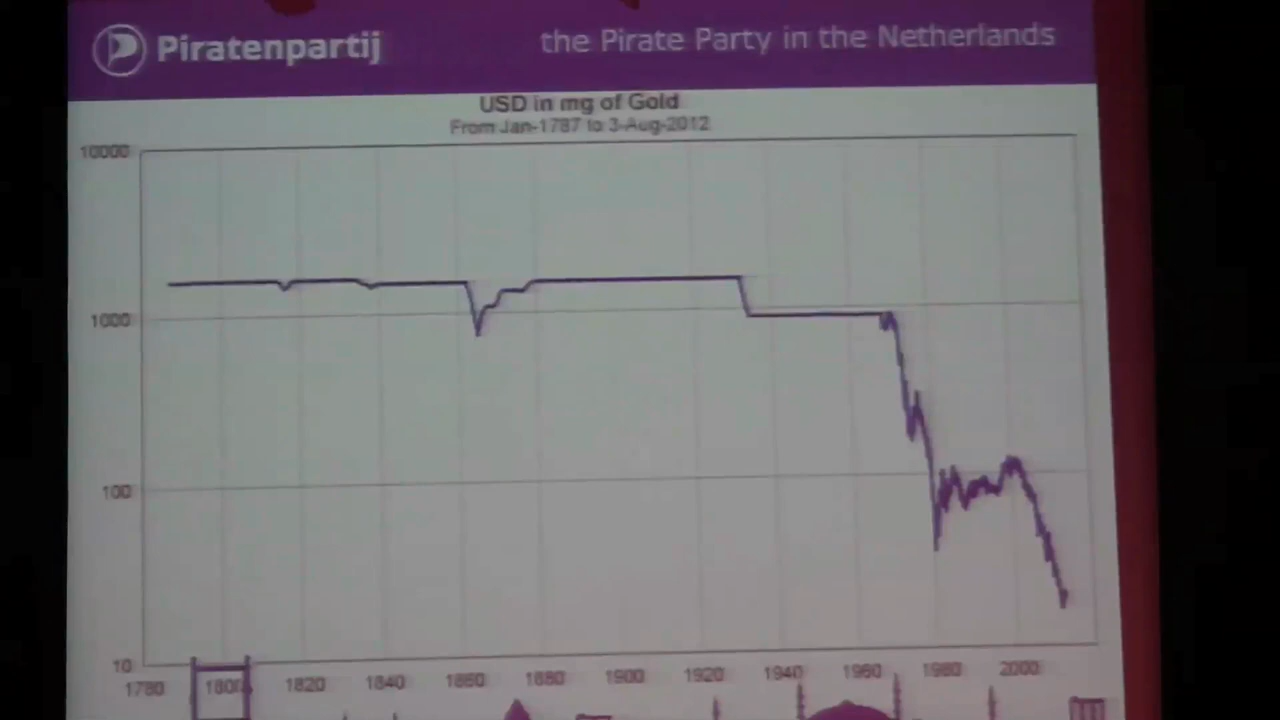 Piratenpartij
the Pirate Party in the Netherlands
USD in mg of Gold
From Jan-1787 to 3-Aug-2012
10000
1000
100
10
1780 1800 1820 1840 1860 1880 1900 1920 1940 1960 1980 2000